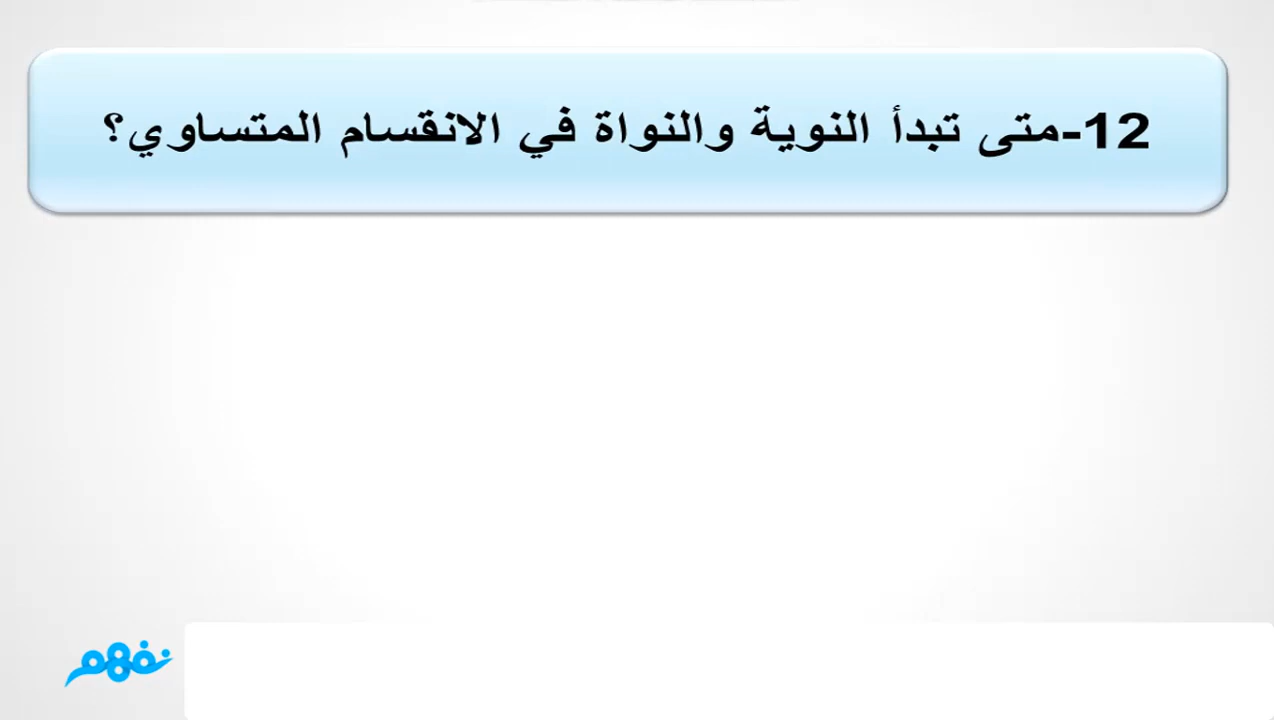 12-متى تبدأ النوية والنواة في الانقسام المتساوي؟
نفهم